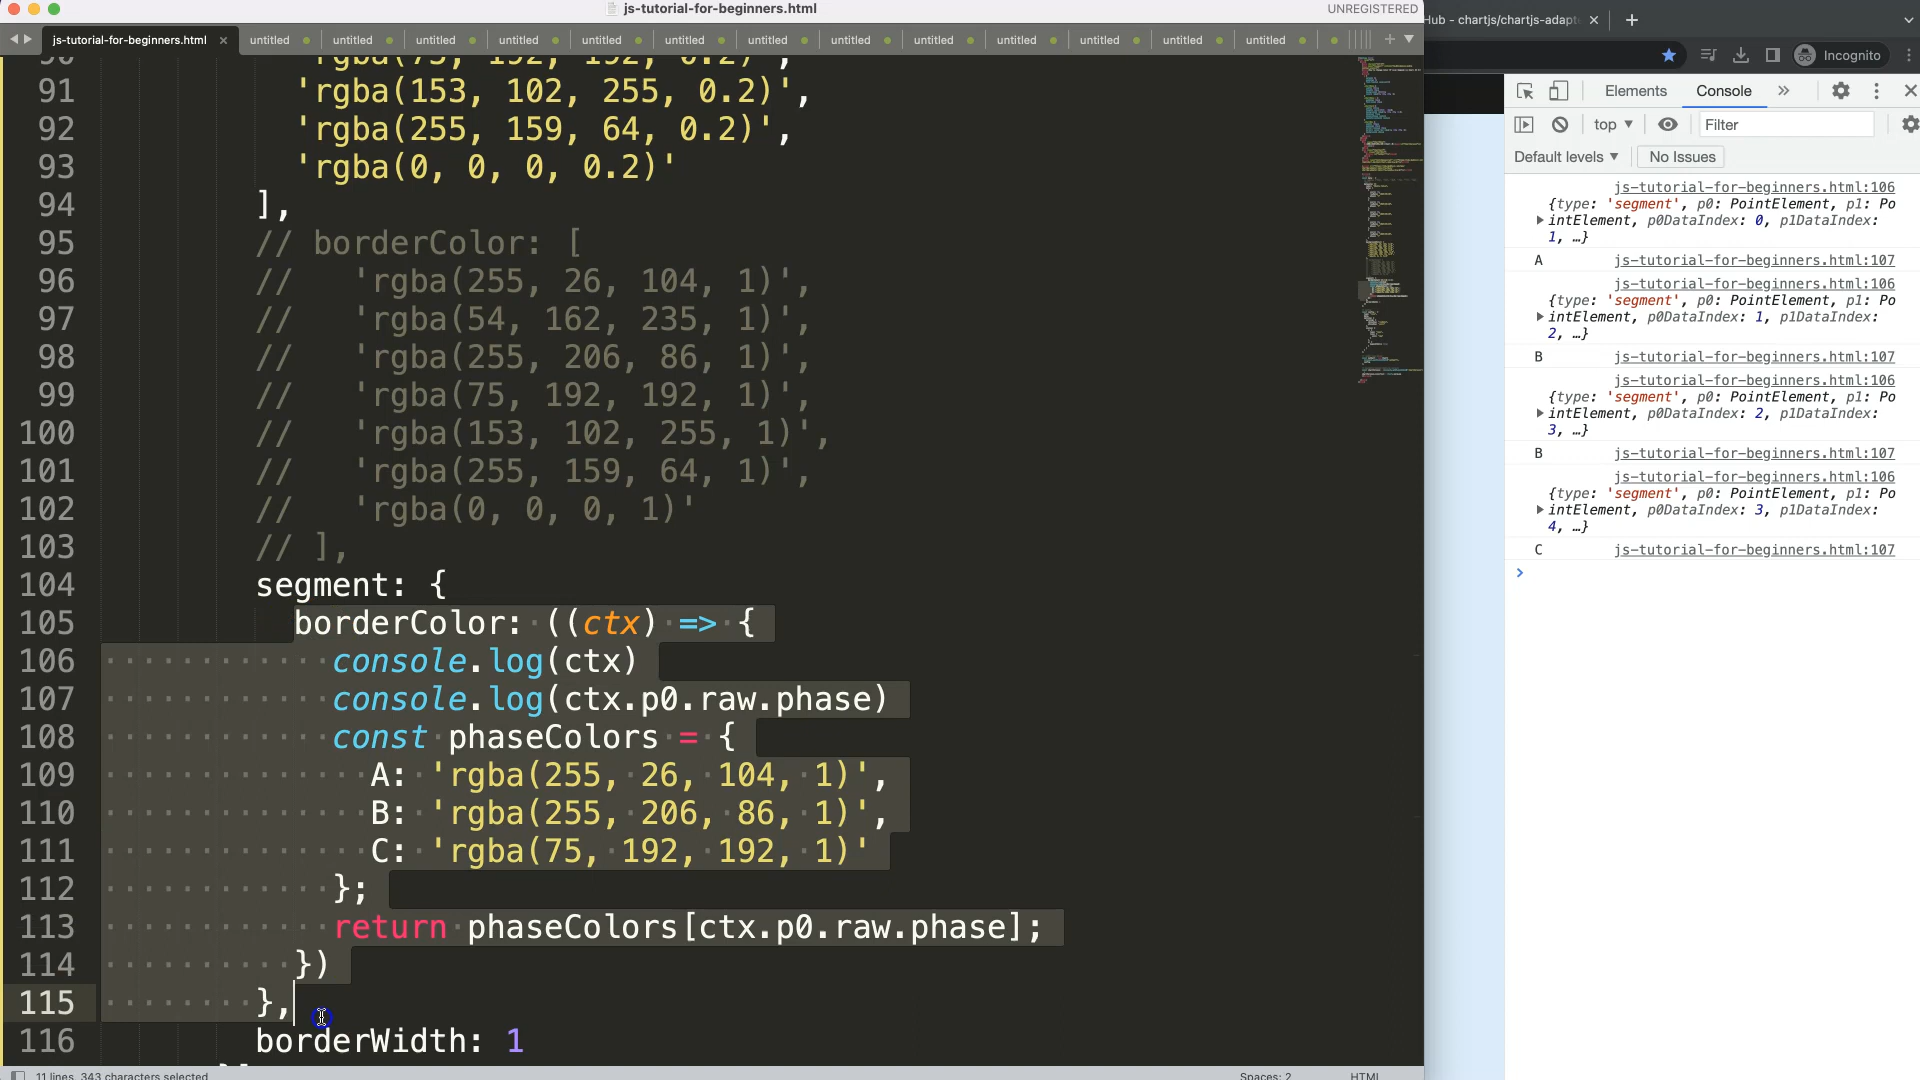 js-tutorial-for-beginners.html
UNREGISTERED
js-tutorial-for-beginners.html × untitled untitled untitled untitled untitled untitled untitled untitled untitled untitled untitled untitled untitled
91 'rgba(153, 102, 255, 0.2)',
92 'rgba(255, 159, 64, 0.2)',
93 'rgba(0, 0, 0, 0.2)'
94 ],
95 // borderColor: [
96 // 'rgba(255, 26, 104, 1)',
97 // 'rgba(54, 162, 235, 1)',
98 // 'rgba(255, 206, 86, 1)',
99 // 'rgba(75, 192, 192, 1)',
100 // 'rgba(153, 102, 255, 1)',
101 // 'rgba(255, 159, 64, 1)',
102 // 'rgba(0, 0, 0, 1)'
103 // ],
104 segment: {
105 borderColor: ((ctx) => {
106 console.log(ctx)
107 console.log(ctx.p0.raw.phase)
108 const phaseColors = {
109 A: 'rgba(255, 26, 104, 1)',
110 B: 'rgba(255, 206, 86, 1)',
111 C: 'rgba(75, 192, 192, 1)'
112 };
113 return phaseColors[ctx.p0.raw.phase];
114 })
115 },
116 borderWidth: 1
11 lines, 343 characters selected
Spaces: 2
HTML
Hub - chartjs/chartjs-adapt
Incognito
Elements Console
top Filter
Default levels No Issues
js-tutorial-for-beginners.html:106
{type: 'segment', p0: PointElement, p1: Po
intElement, p0DataIndex: 0, p1DataIndex:
1, …}
A js-tutorial-for-beginners.html:107
js-tutorial-for-beginners.html:106
{type: 'segment', p0: PointElement, p1: Po
intElement, p0DataIndex: 1, p1DataIndex:
2, …}
B js-tutorial-for-beginners.html:107
js-tutorial-for-beginners.html:106
{type: 'segment', p0: PointElement, p1: Po
intElement, p0DataIndex: 2, p1DataIndex:
3, …}
B js-tutorial-for-beginners.html:107
js-tutorial-for-beginners.html:106
{type: 'segment', p0: PointElement, p1: Po
intElement, p0DataIndex: 3, p1DataIndex:
4, …}
C js-tutorial-for-beginners.html:107